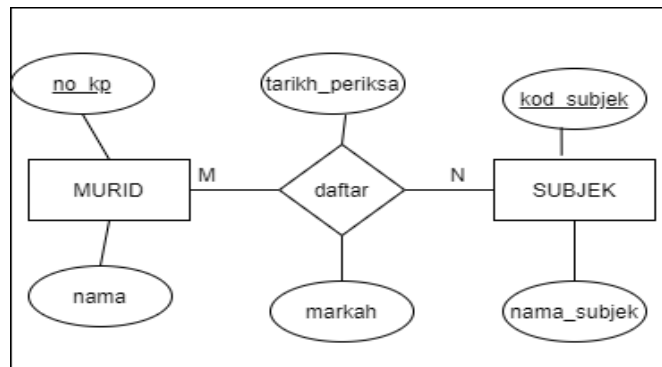 no_kp
tarikh_periksa
kod_subjek
MURID
M
daftar
N
SUBJEK
nama
markah
nama_subjek